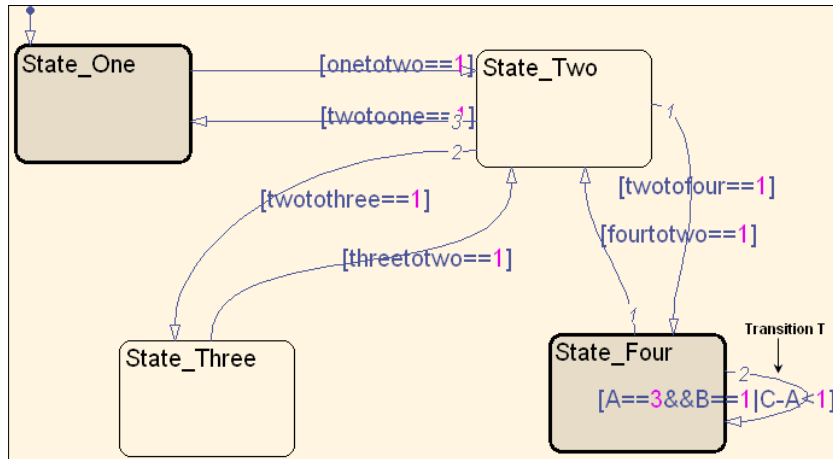 State_One
[onetotwo==1]
State_Two
[twotoone==1]
3
1
2
[twotothree==1]
[twotofour==1]
[fourtotwo==1]
[threetotwo==1]
1
Transition T
State_Three
State_Four
2
[A==3&&B==1|C-A<1]